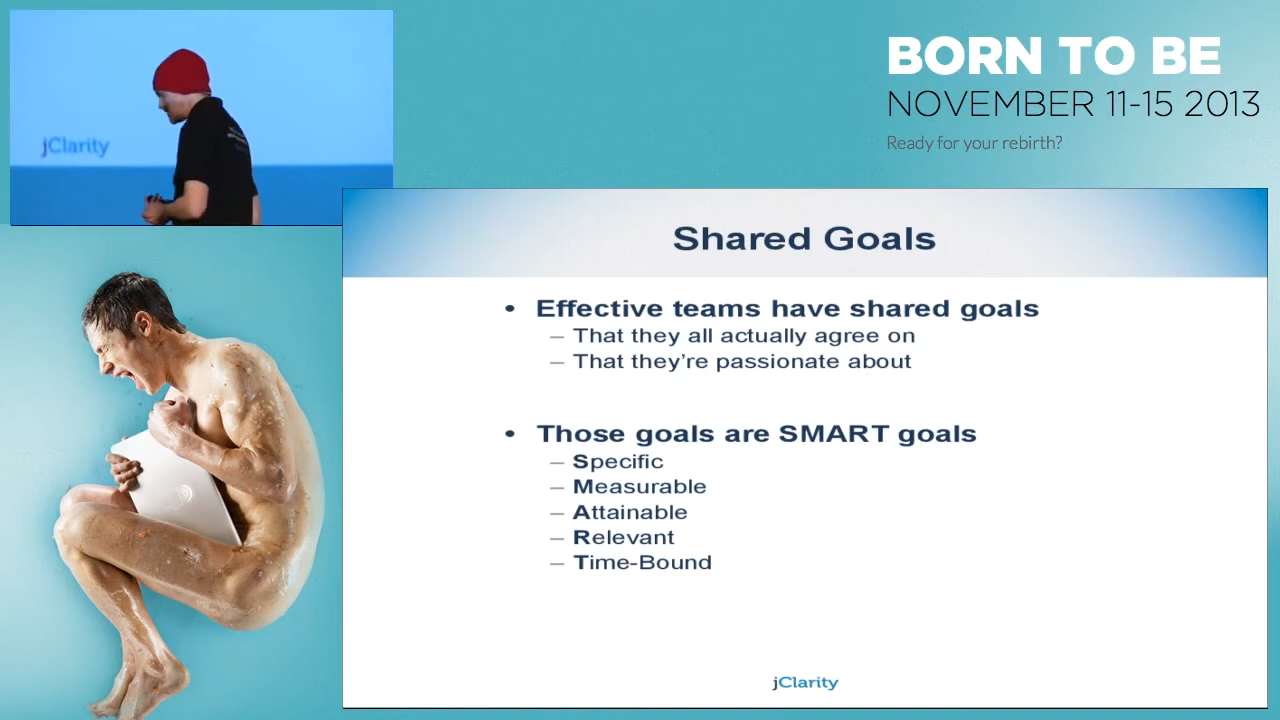 BORN TO BE
NOVEMBER 11-15 2013
Ready for your rebirth?
jClarity
Shared Goals
• Effective teams have shared goals
– That they all actually agree on
– That they're passionate about
• Those goals are SMART goals
– Specific
– Measurable
– Attainable
– Relevant
– Time-Bound
jClarity